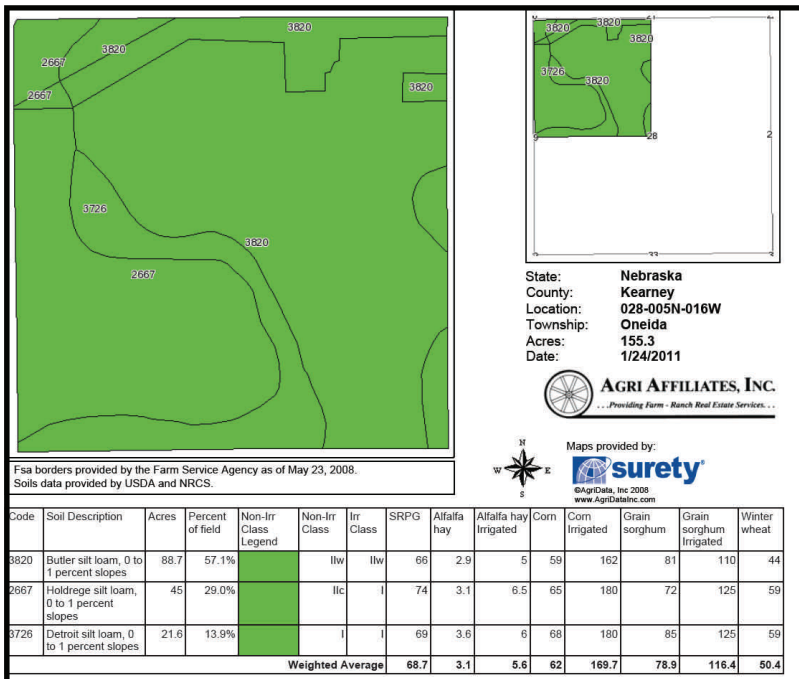 3820
3820
2667
2667
3820
3726
3820
2667
3820
3820
3820
3726
3820
28
State: Nebraska
County: Kearney
Location: 028-005N-016W
Township: Oneida
Acres: 155.3
Date: 1/24/2011
AGRI AFFILIATES, INC.
. . .Providing Farm - Ranch Real Estate Services. . .
N
W E
S
Maps provided by:
surety®
©AgriData, Inc 2008
www.AgriDataInc.com
Fsa borders provided by the Farm Service Agency as of May 23, 2008.
Soils data provided by USDA and NRCS.
Code Soil Description Acres Percent of field Non-Irr Class Legend Non-Irr Class Irr Class SRPG Alfalfa hay Alfalfa hay Irrigated Corn Corn Irrigated Grain sorghum Grain sorghum Irrigated Winter wheat
3820 Butler silt loam, 0 to 1 percent slopes 88.7 57.1% IIw IIw 66 2.9 5 59 162 81 110 44
2667 Holdrege silt loam, 0 to 1 percent slopes 45 29.0% IIc I 74 3.1 6.5 65 180 72 125 59
3726 Detroit silt loam, 0 to 1 percent slopes 21.6 13.9% I I 69 3.6 6 68 180 85 125 59
Weighted Average 68.7 3.1 5.6 62 169.7 78.9 116.4 50.4